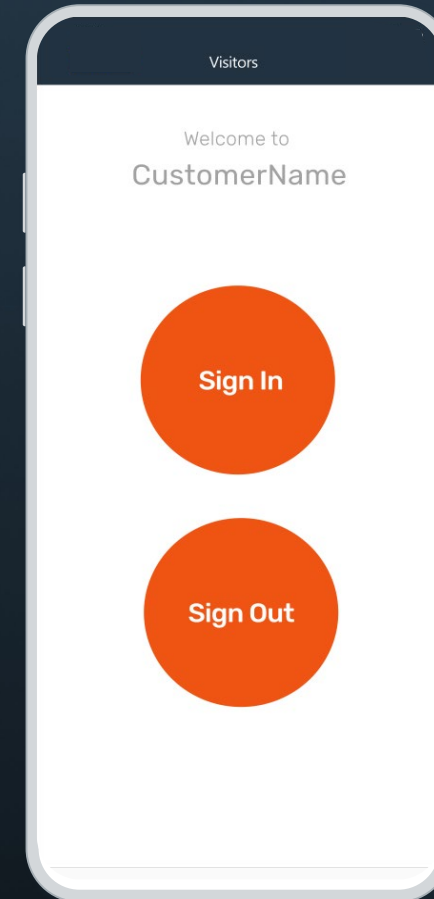 Visitors
Welcome to
CustomerName
Sign In
Sign Out